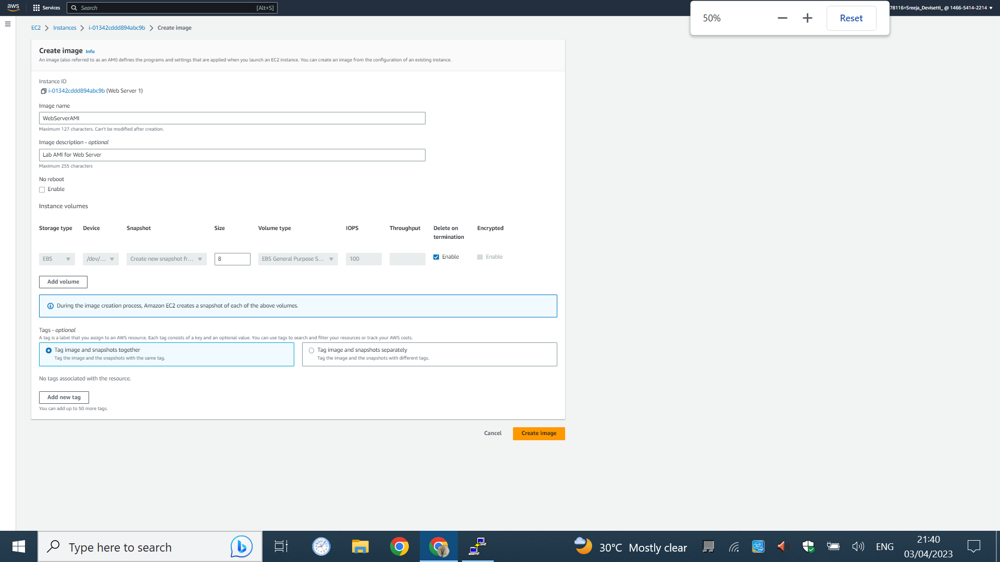 aws
Services
Search
[Alt+S]
78116=Sreeja_Devisetti_ @ 1466-5414-2214
50%
Reset
EC2
Instances
i-01342cddd894abc9b
Create image
Create image Info
An image (also referred to as an AMI) defines the programs and settings that are applied when you launch an EC2 instance. You can create an image from the configuration of an existing instance.
Instance ID
i-01342cddd894abc9b (Web Server 1)
Image name
WebServerAMI
Maximum 127 characters. Can't be modified after creation.
Image description - optional
Lab AMI for Web Server
Maximum 255 characters
No reboot
Enable
Instance volumes
Storage type Device Snapshot Size Volume type IOPS Throughput Delete on termination Encrypted
EBS /dev/... Create new snapshot fr... 8 EBS General Purpose S... 100 Enable Enable
Add volume
During the image creation process, Amazon EC2 creates a snapshot of each of the above volumes.
Tags - optional
A tag is a label that you assign to an AWS resource. Each tag consists of a key and an optional value. You can use tags to search and filter your resources or track your AWS costs.
Tag image and snapshots together
Tag the image and the snapshots with the same tag.
Tag image and snapshots separately
Tag the image and the snapshots with different tags.
No tags associated with the resource.
Add new tag
You can add up to 50 more tags.
Cancel
Create image
Type here to search
30°C Mostly clear
ENG
21:40
03/04/2023